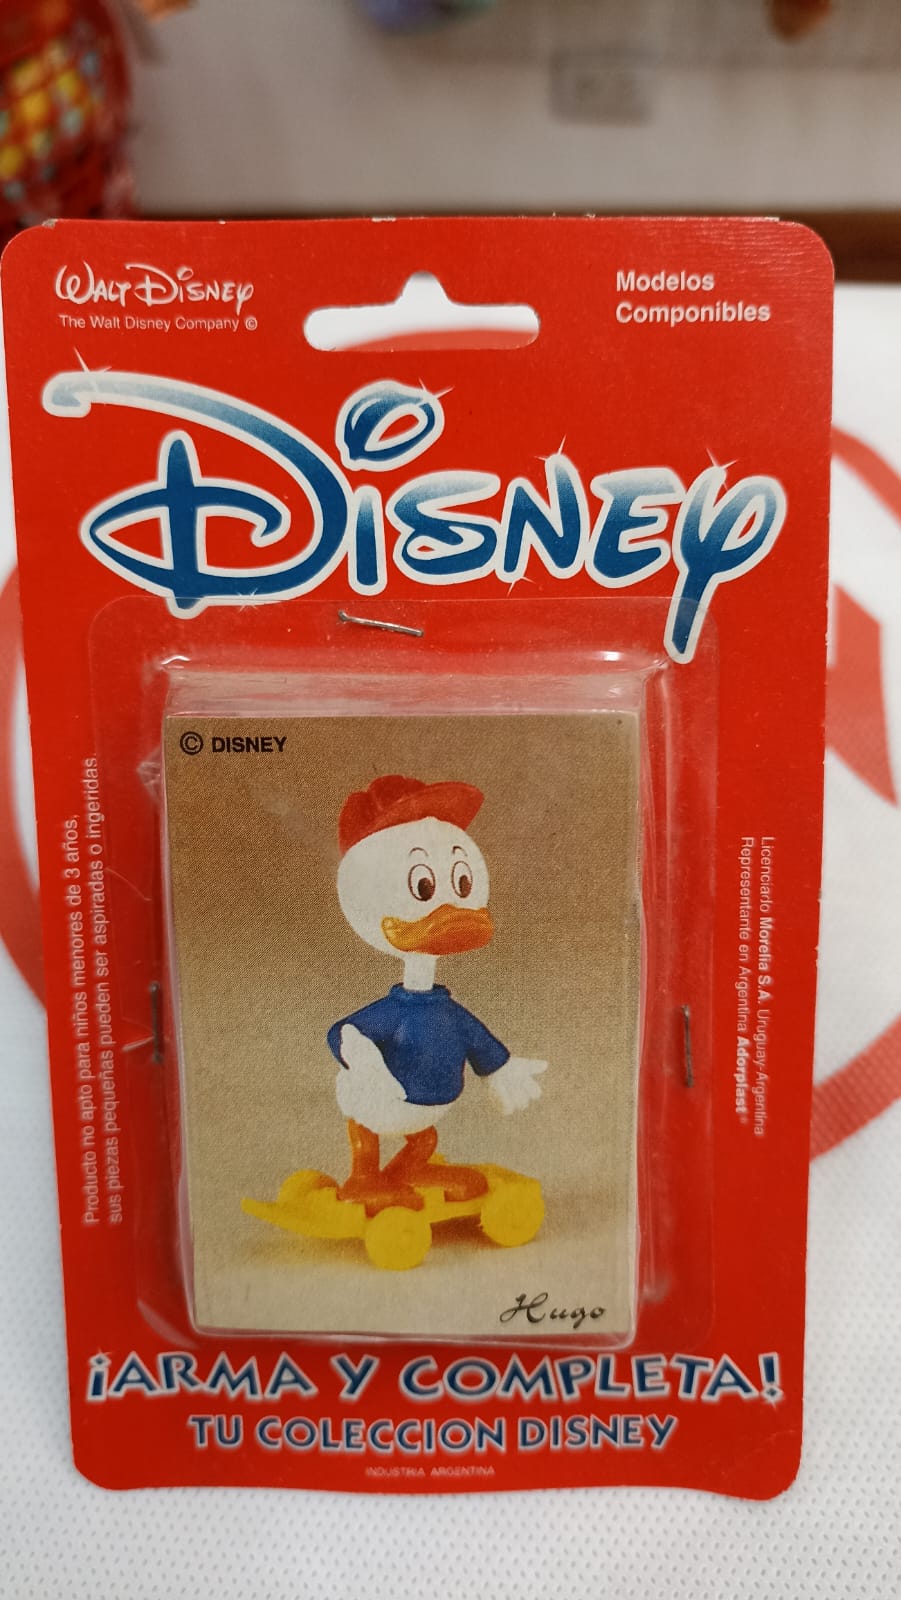 WALT DISNEY
The Walt Disney Company ©
Modelos
Componibles
DISNEY
© DISNEY
Producto no apto para niños menores de 3 años,
sus piezas pequeñas pueden ser aspiradas o ingeridas.
Licenciado Morelia S.A. Uruguay-Argentina
Representante en Argentina Adorplast®
Hugo
¡ARMA Y COMPLETA!
TU COLECCION DISNEY
INDUSTRIA ARGENTINA